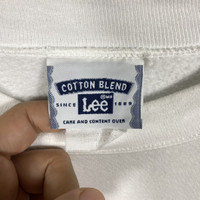 COTTON BLEND
SINCE Lee 1889
CARE AND CONTENT OVER